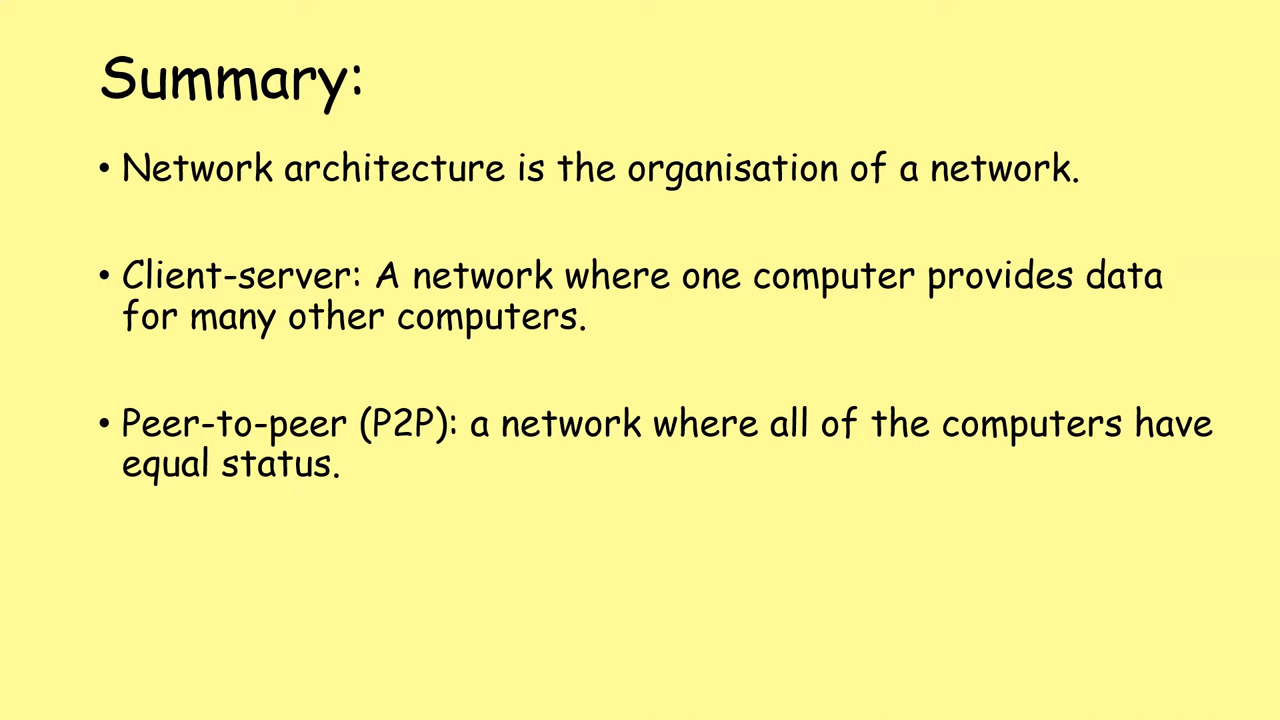 Summary:
• Network architecture is the organisation of a network.
• Client-server: A network where one computer provides data
for many other computers.
• Peer-to-peer (P2P): a network where all of the computers have
equal status.